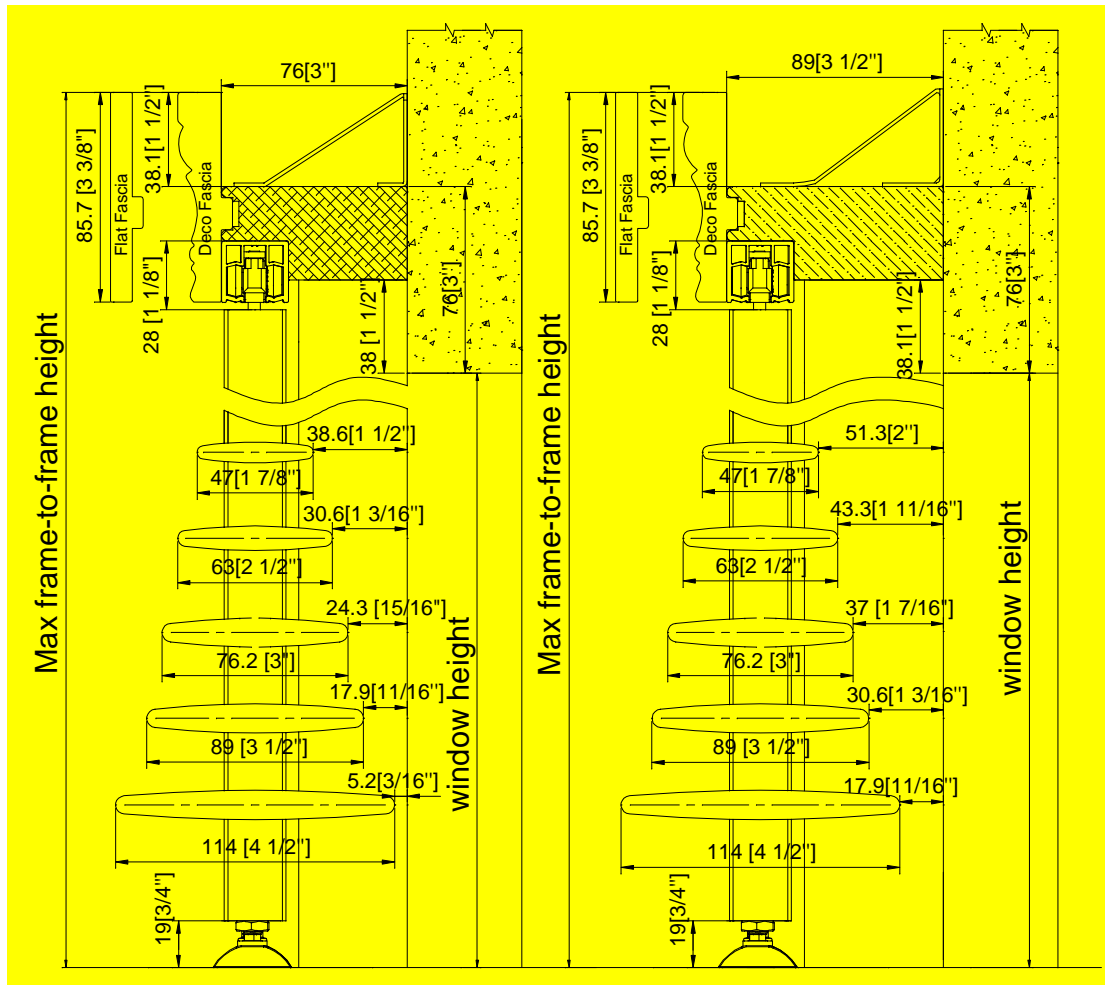 76[3"]
85.7 [3 3/8"]
Flat Fascia
38.1[1 1/2"]
Deco Fascia
28 [1 1/8"]
38 [1 1/2"]
76[3"]
Max frame-to-frame height
38.6[1 1/2"]
47[1 7/8"]
30.6[1 3/16"]
63[2 1/2"]
24.3 [15/16"]
76.2 [3"]
17.9[11/16"]
89 [3 1/2"]
5.2[3/16"]
114 [4 1/2"]
19[3/4"]
window height
89[3 1/2"]
85.7 [3 3/8"]
Flat Fascia
38.1[1 1/2"]
Deco Fascia
28 [1 1/8"]
38.1[1 1/2"]
76[3"]
Max frame-to-frame height
51.3[2"]
47[1 7/8"]
43.3[1 11/16"]
63[2 1/2"]
37 [1 7/16"]
76.2 [3"]
30.6[1 3/16"]
89 [3 1/2"]
17.9[11/16"]
114 [4 1/2"]
19[3/4"]
window height